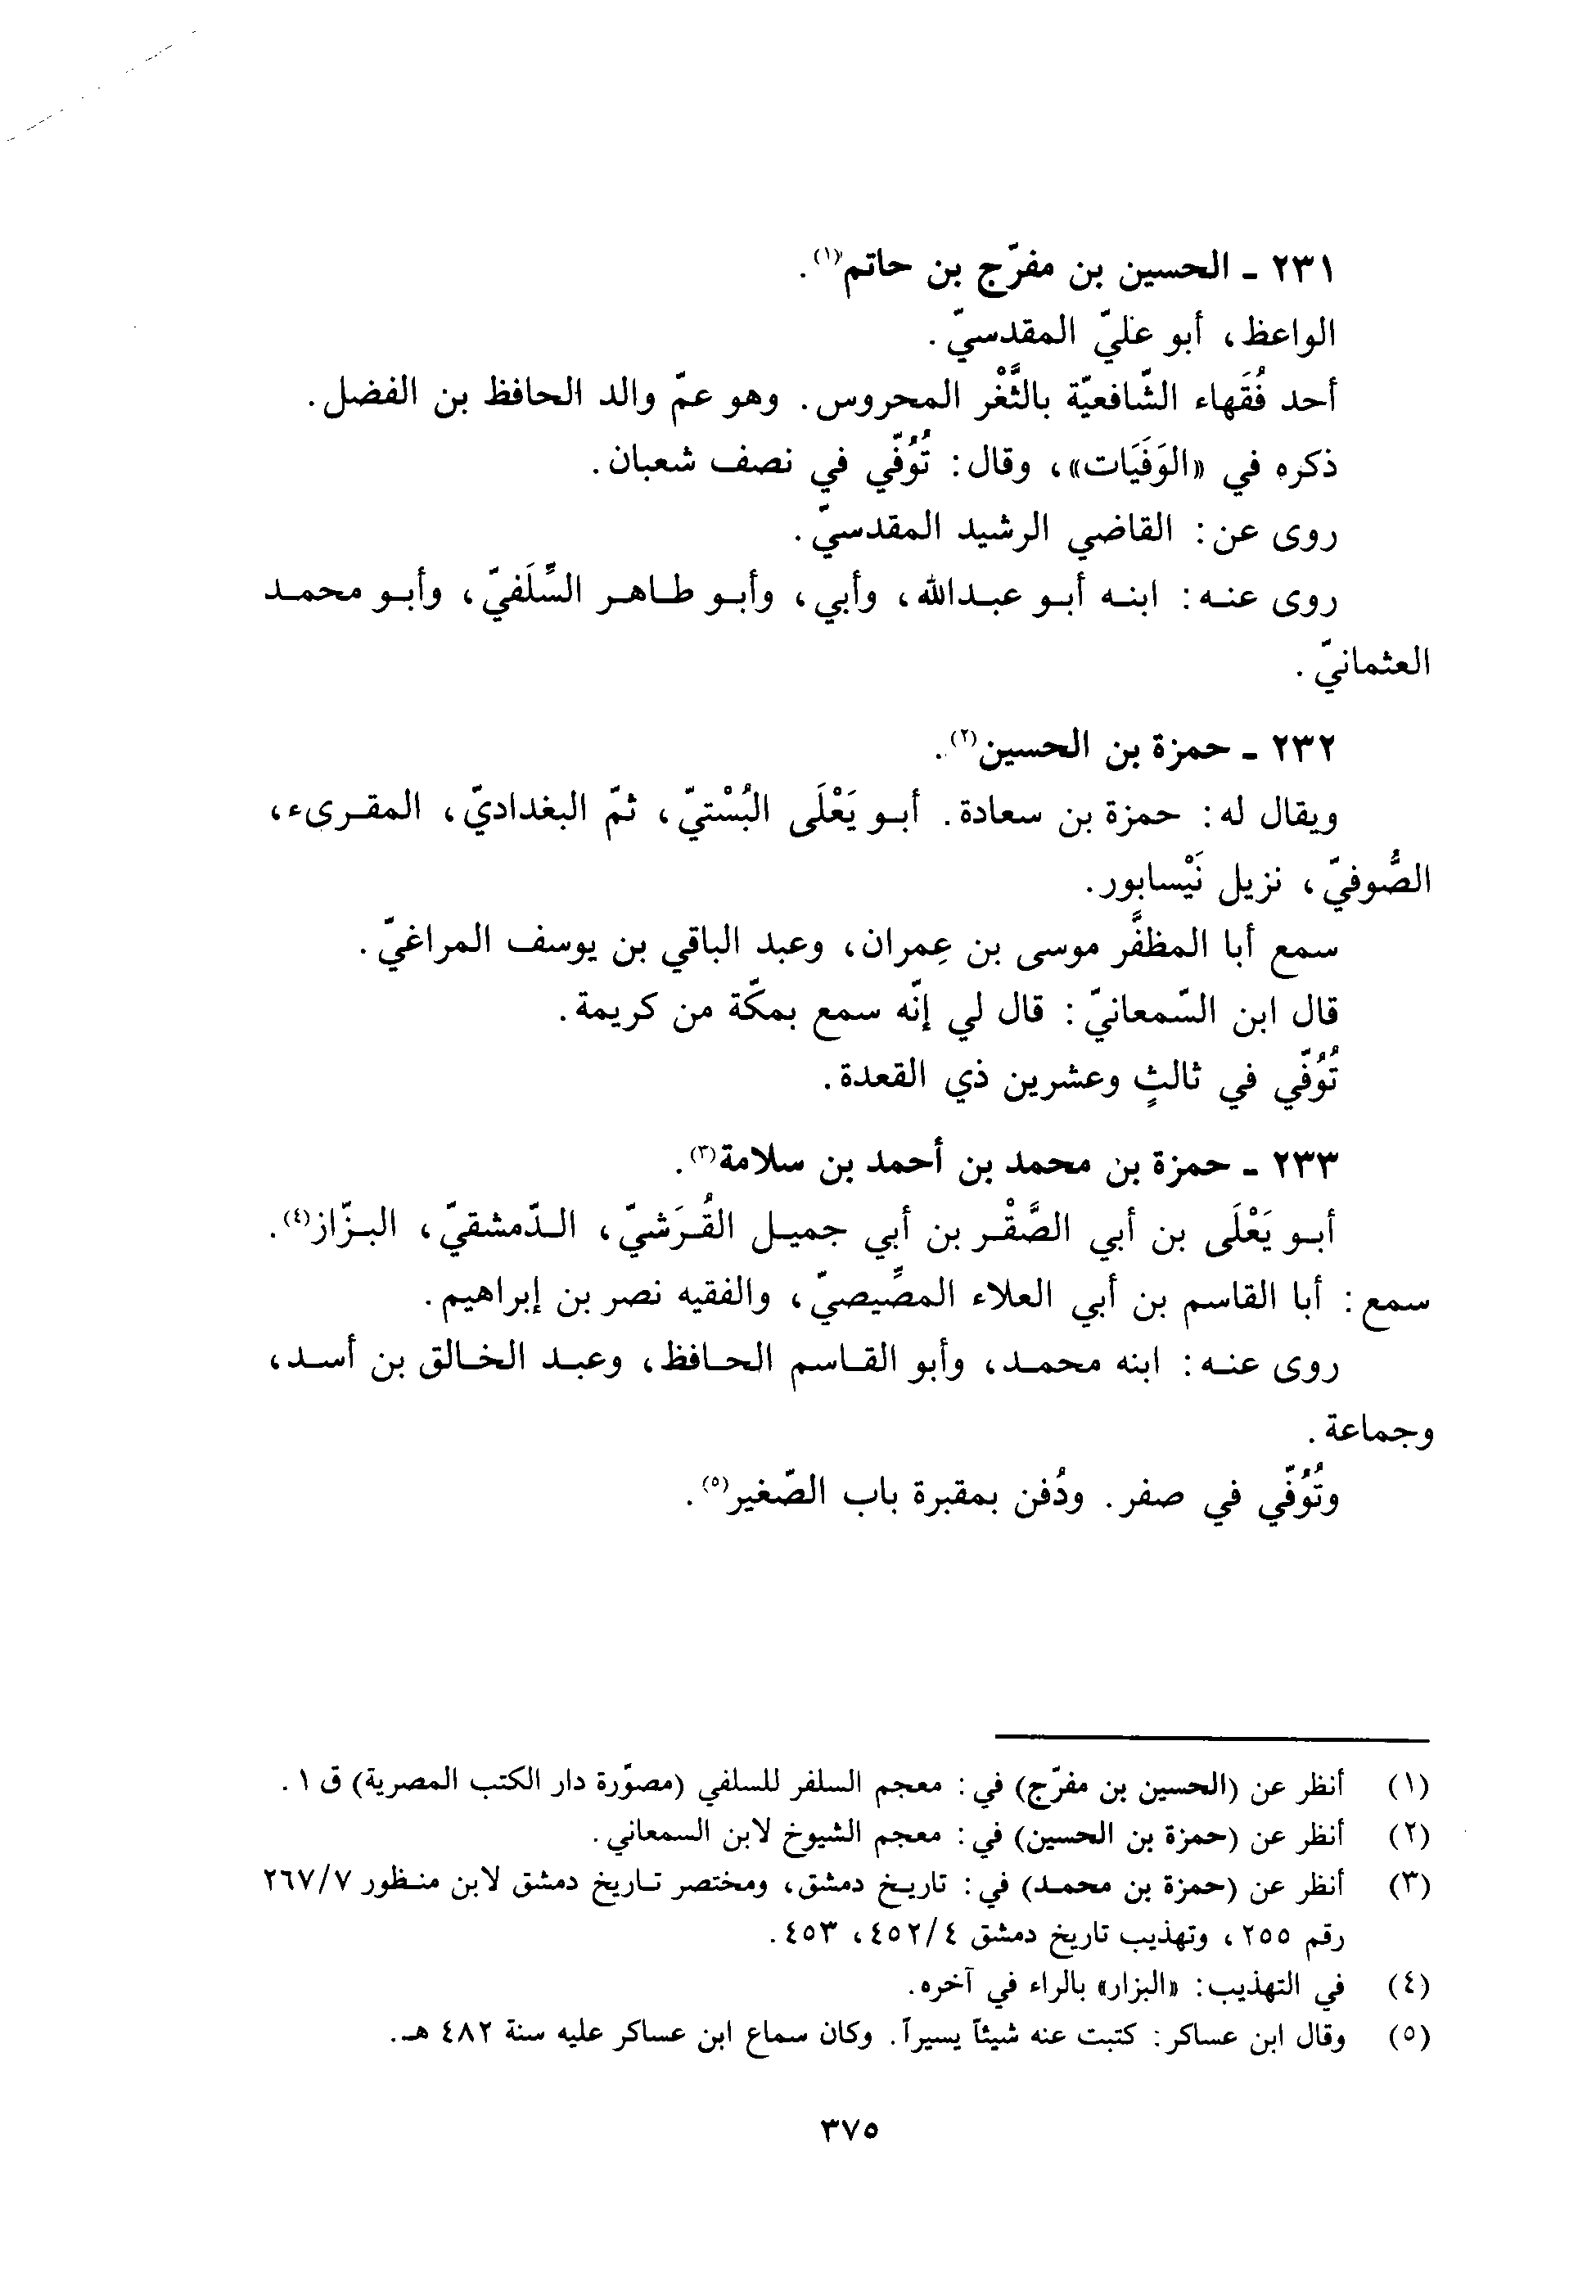 ٢٣١ ـ الحسين بن مفرّج بن حاتم(١).
الواعظ، أبو عليّ المقدسيّ.
أحد فُقَهاء الشّافعيّة بالثَّغْر المحروس. وهو عمّ والد الحافظ بن الفضل.
ذكره في «الوَفَيَات»، وقال: تُوُفّي في نصف شعبان.
روى عن: القاضي الرشيد المقدسيّ.
روى عنه: ابنه أبو عبدالله، وأبي، وأبو طاهر السِّلَفيّ، وأبو محمد
العثمانيّ.
٢٣٢ ـ حمزة بن الحسين(٢).
ويقال له: حمزة بن سعادة. أبو يَعْلَى البُسْتيّ، ثمّ البغداديّ، المقرىء،
الصُّوفيّ، نزيل نَيْسابور.
سمع أبا المظفَّر موسى بن عِمران، وعبد الباقي بن يوسف المراغيّ.
قال ابن السّمعانيّ: قال لي إنّه سمع بمكّة من كريمة.
تُوُفّي في ثالثٍ وعشرين ذي القعدة.
٢٣٣ ـ حمزة بن محمد بن أحمد بن سلامة(٣).
أبو يَعْلَى بن أبي الصَّقْر بن أبي جميل القُرَشيّ، الدّمشقيّ، البزّاز(٤).
سمع: أبا القاسم بن أبي العلاء المصِّيصيّ، والفقيه نصر بن إبراهيم.
روى عنه: ابنه محمد، وأبو القاسم الحافظ، وعبد الخالق بن أسد،
وجماعة.
وتُوُفّي في صفر. ودُفن بمقبرة باب الصّغير(٥).
(١) أنظر عن (الحسين بن مفرّج) في: معجم السلفر للسلفي (مصوّرة دار الكتب المصرية) ق ١.
(٢) أنظر عن (حمزة بن الحسين) في: معجم الشيوخ لابن السمعاني.
(٣) أنظر عن (حمزة بن محمد) في: تاريخ دمشق، ومختصر تاريخ دمشق لابن منظور ٢٦٧/٧
رقم ٢٥٥، وتهذيب تاريخ دمشق ٤٥٢/٤، ٤٥٣.
(٤) في التهذيب: «البزار» بالراء في آخره.
(٥) وقال ابن عساكر: كتبت عنه شيئاً يسيراً. وكان سماع ابن عساكر عليه سنة ٤٨٢ هـ.
٣٧٥